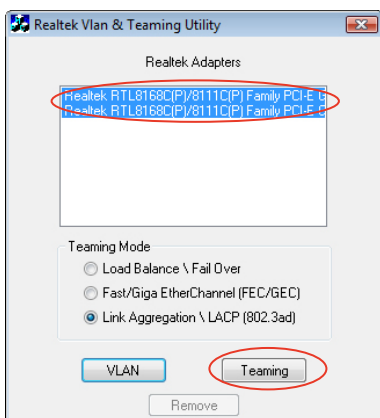 Realtek Vlan & Teaming Utility
Realtek Adapters
Realtek RTL8168C(P)/8111C(P) Family PCI-E G
Realtek RTL8168C(P)/8111C(P) Family PCI-E G
Teaming Mode
Load Balance \ Fail Over
Fast/Giga EtherChannel (FEC/GEC)
Link Aggregation \ LACP (802.3ad)
VLAN
Teaming
Remove